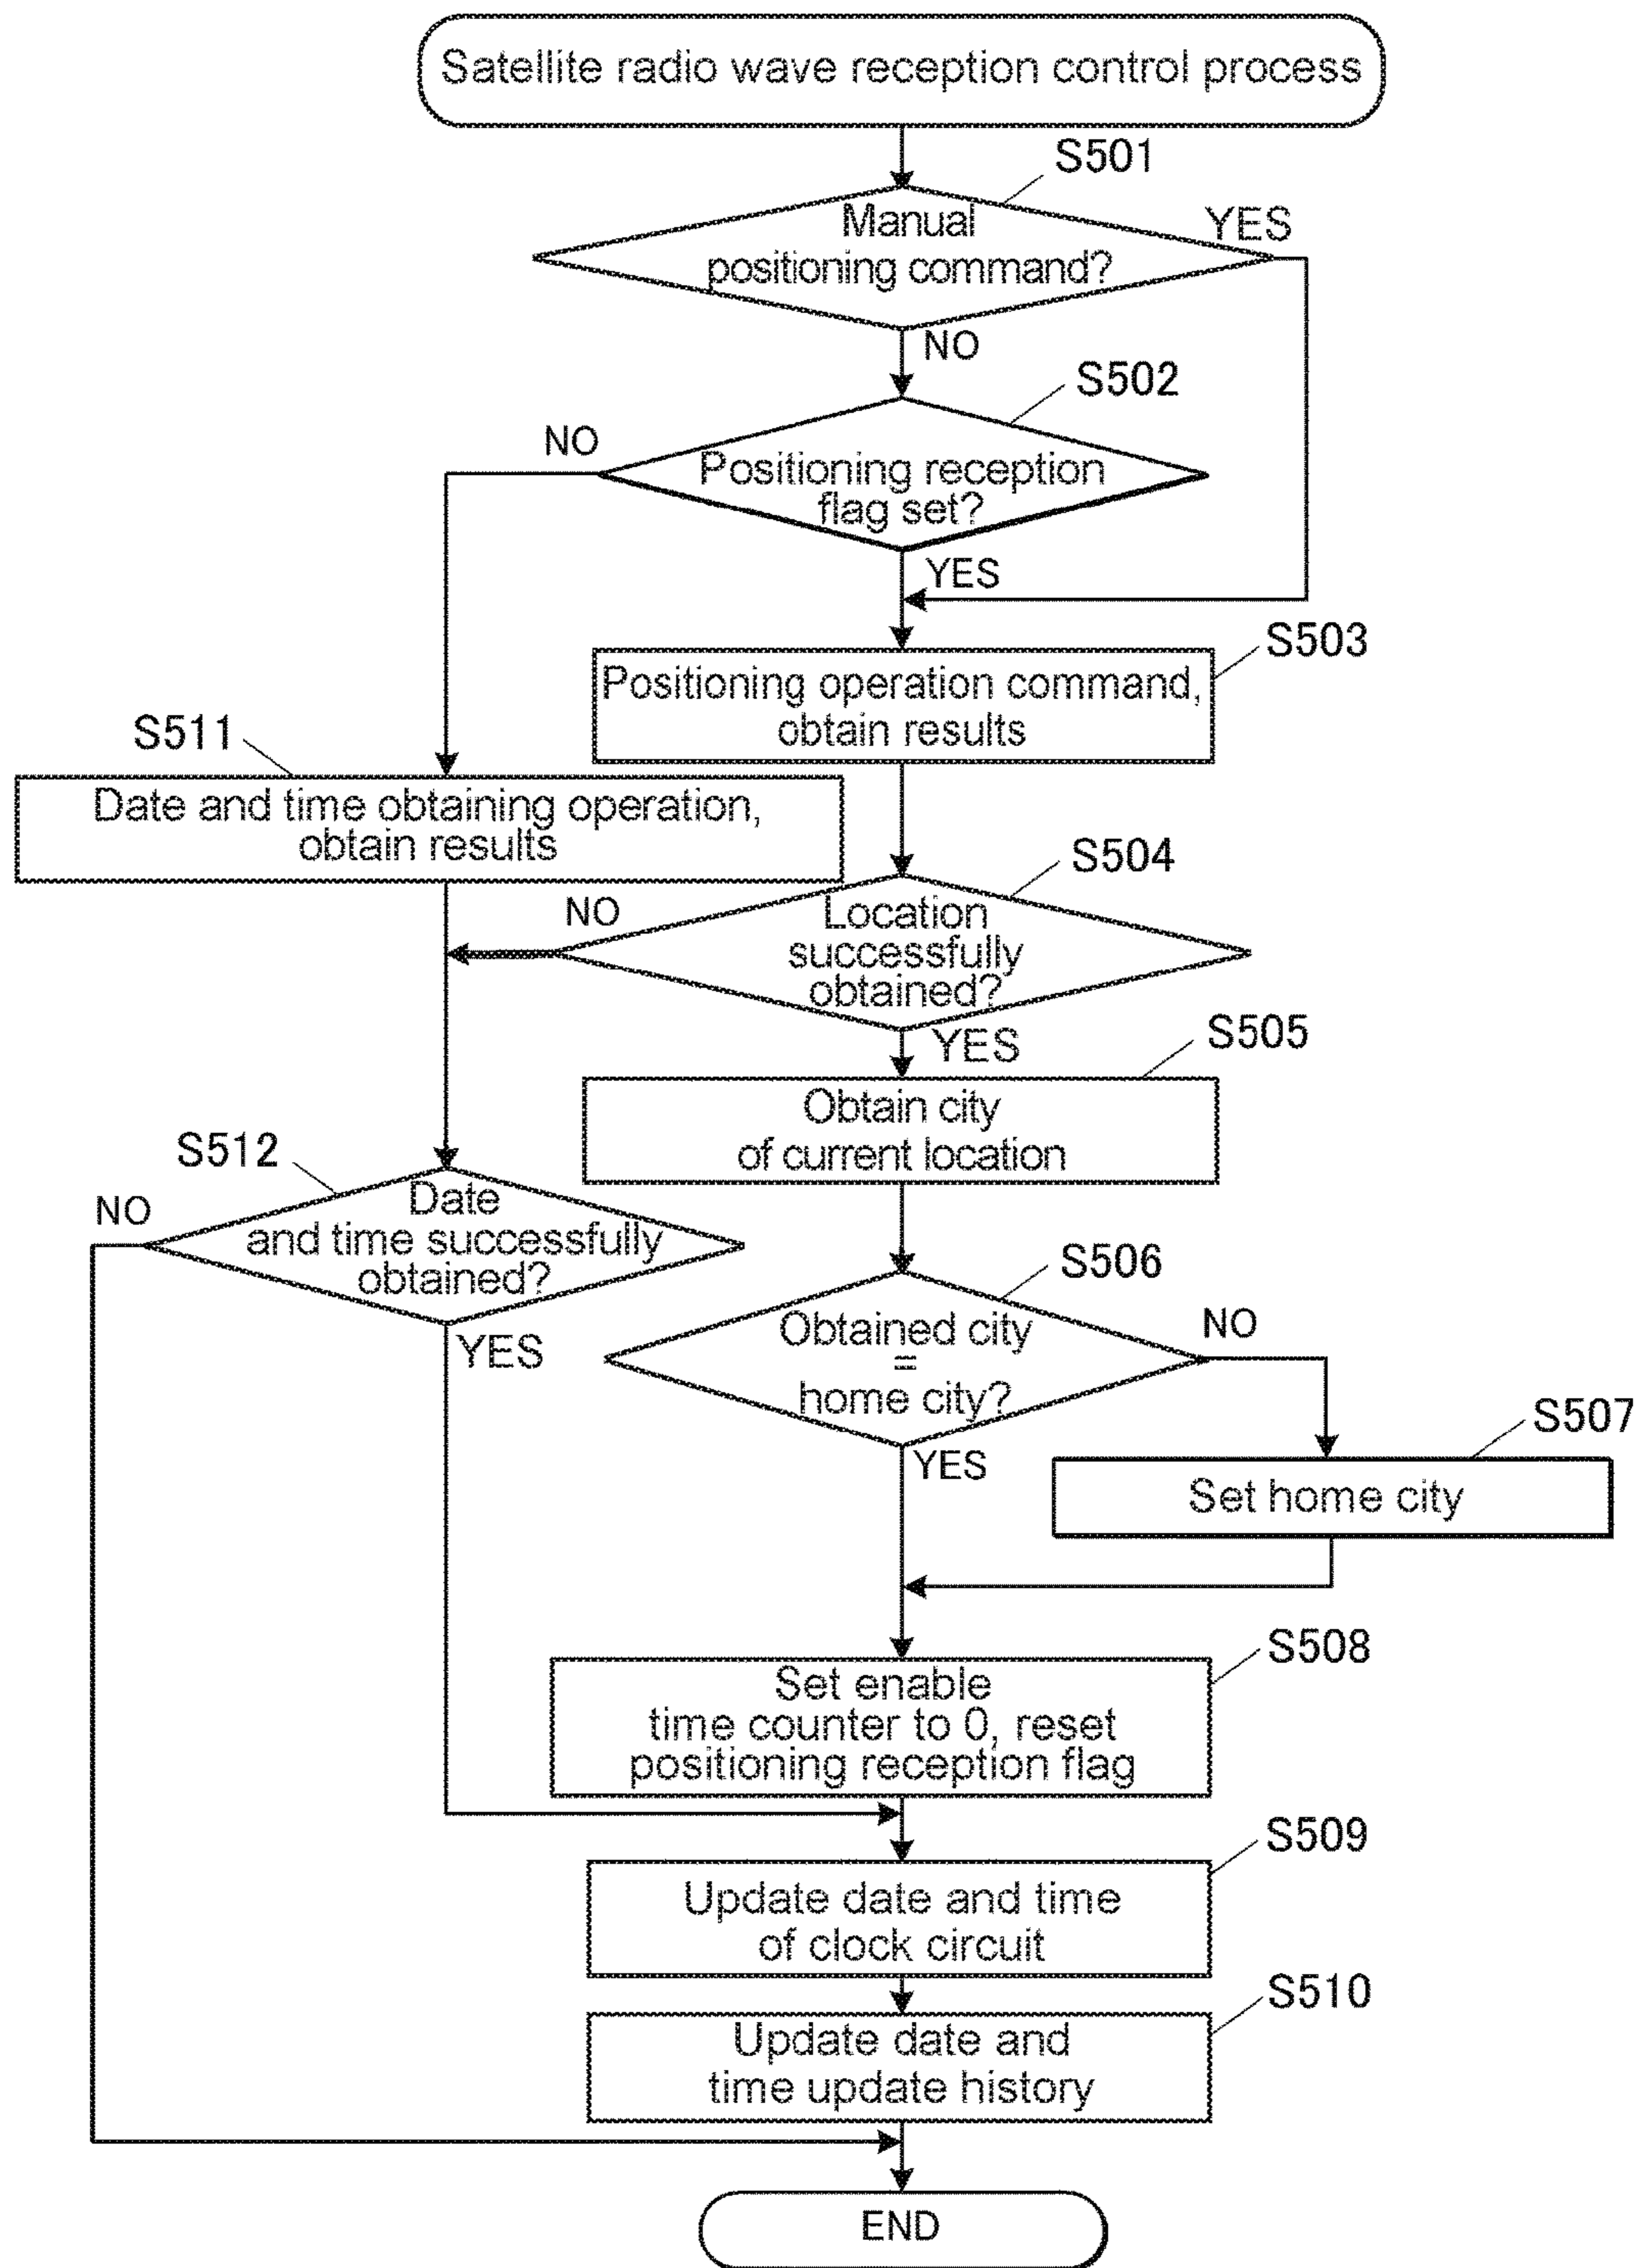 Satellite radio wave reception control process
S501
Manual
positioning command?
YES
NO
S502
NO
Positioning reception
flag set?
YES
S503
Positioning operation command,
obtain results
S511
Date and time obtaining operation,
obtain results
S504
NO
Location
successfully
obtained?
YES
S505
Obtain city
of current location
S512
NO
Date
and time successfully
obtained?
YES
S506
Obtained city
=
home city?
NO
YES
S507
Set home city
S508
Set enable
time counter to 0, reset
positioning reception flag
S509
Update date and time
of clock circuit
S510
Update date and
time update history
END